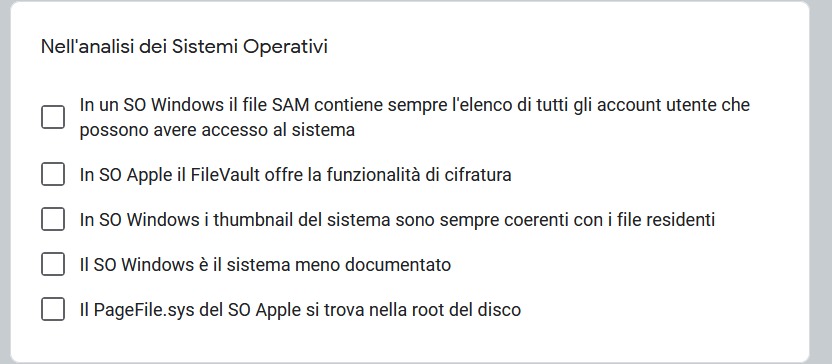 Nell'analisi dei Sistemi Operativi
In un SO Windows il file SAM contiene sempre l'elenco di tutti gli account utente che
possono avere accesso al sistema
In SO Apple il FileVault offre la funzionalità di cifratura
In SO Windows i thumbnail del sistema sono sempre coerenti con i file residenti
Il SO Windows è il sistema meno documentato
Il PageFile.sys del SO Apple si trova nella root del disco